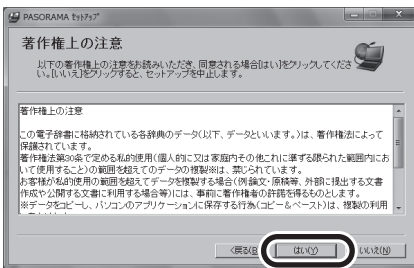 PASORAMA ｾｯﾄｱｯﾌﾟ
著作権上の注意
以下の著作権上の注意をお読みいただき、同意される場合[はい]をクリックしてくださ
い。[いいえ]をクリックすると、セットアップを中止します。
著作権上の注意
この電子辞書に格納されている各辞典のデータ(以下、データといいます。)は、著作権法によって
保護されています。
著作権法第30条で定める私的使用(個人的に又は家庭内その他これに準ずる限られた範囲内にお
いて使用すること)の範囲を超えてのデータの複製※は、禁じられています。
お客様が私的使用の範囲を超えてデータを複製する場合(例:論文・原稿等、外部に提出する文書
作成や公開する文書に利用する場合等)には、事前に著作権者の許諾を得るものとします。
※データをコピーし、パソコンのアプリケーションに保存する行為(コピー&ペースト)は、複製の利用
<戻る(B)
はい(Y)
いいえ(N)